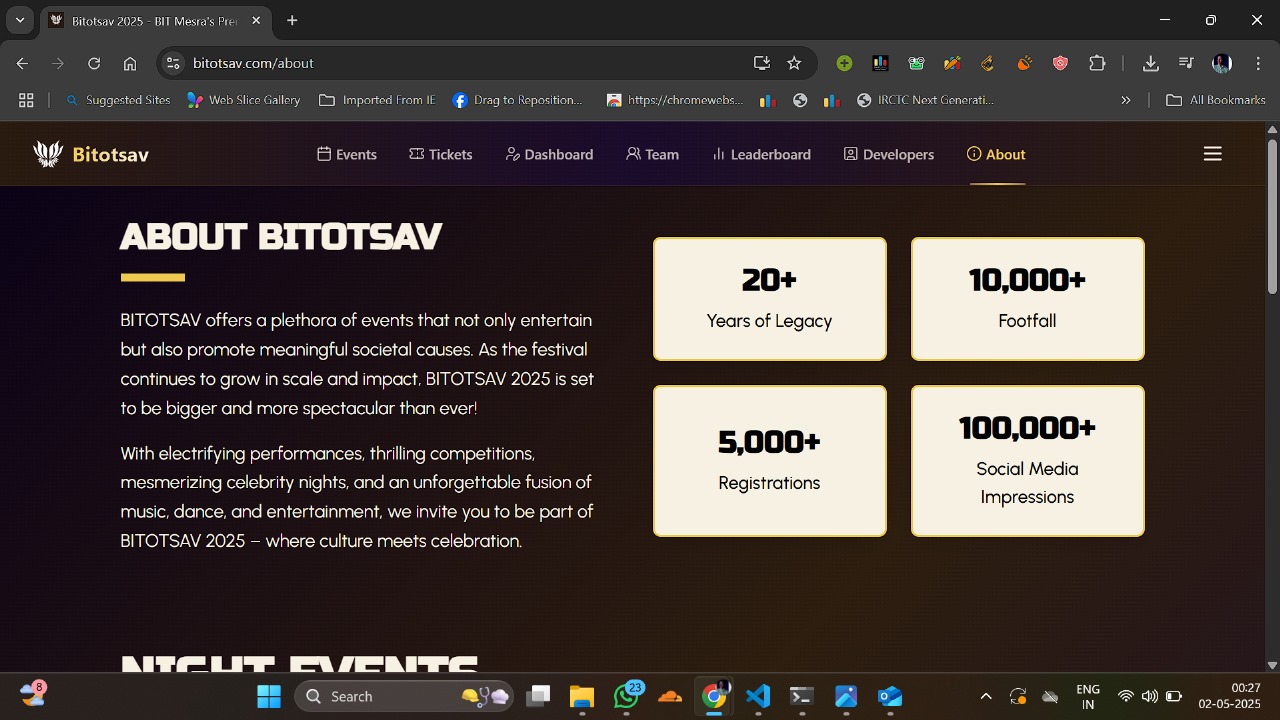 Bitotsav 2025 - BIT Mesra's Pre
bitotsav.com/about
Suggested Sites
Web Slice Gallery
Imported From IE
Drag to Reposition...
https://chromewebs...
IRCTC Next Generati...
»
All Bookmarks
Bitotsav
Events
Tickets
Dashboard
Team
Leaderboard
Developers
About
ABOUT BITOTSAV
BITOTSAV offers a plethora of events that not only entertain
but also promote meaningful societal causes. As the festival
continues to grow in scale and impact, BITOTSAV 2025 is set
to be bigger and more spectacular than ever!
With electrifying performances, thrilling competitions,
mesmerizing celebrity nights, and an unforgettable fusion of
music, dance, and entertainment, we invite you to be part of
BITOTSAV 2025 – where culture meets celebration.
20+
Years of Legacy
10,000+
Footfall
5,000+
Registrations
100,000+
Social Media
Impressions
NIGHT EVENTS
8
Search
23
ENG
IN
00:27
02-05-2025